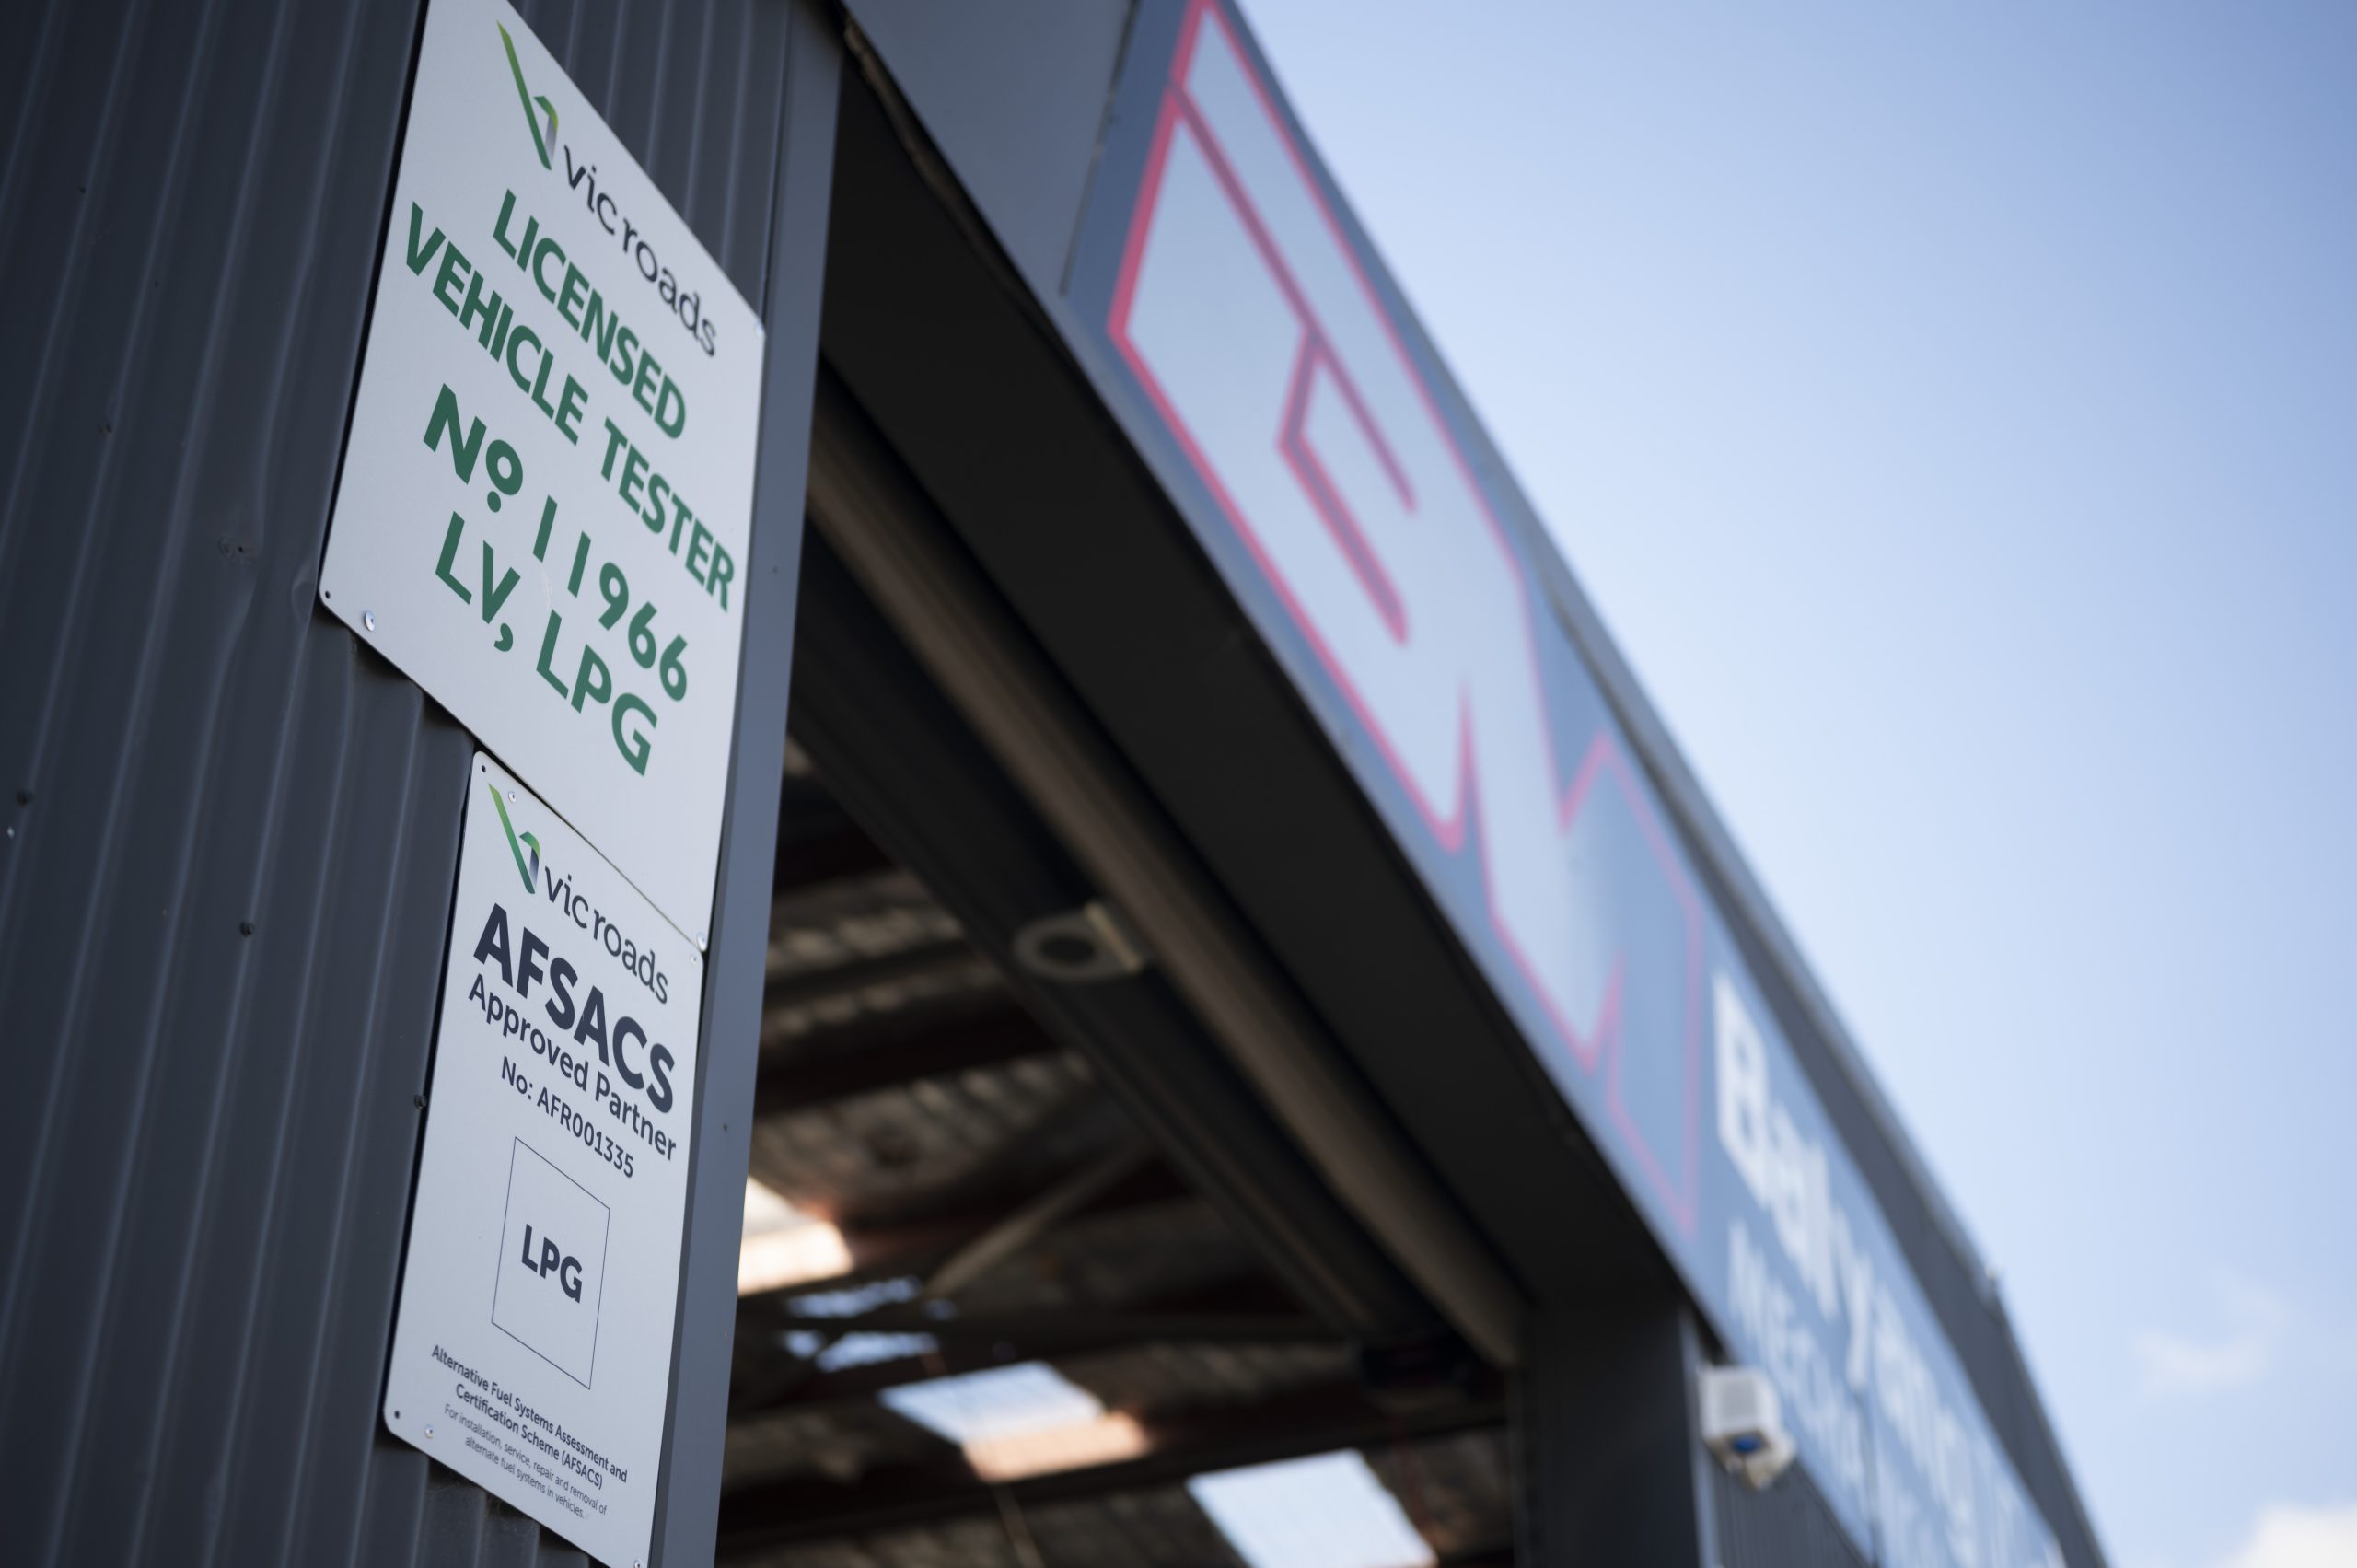 vicroads
LICENSED
VEHICLE TESTER
Nº 11966
LV, LPG
vicroads
AFSACS
Approved Partner
No: AFR001335
LPG
Alternative Fuel Systems Assessment and
Certification Scheme (AFSACS)
For installation, service, repair and removal of
alternate fuel systems in vehicles.